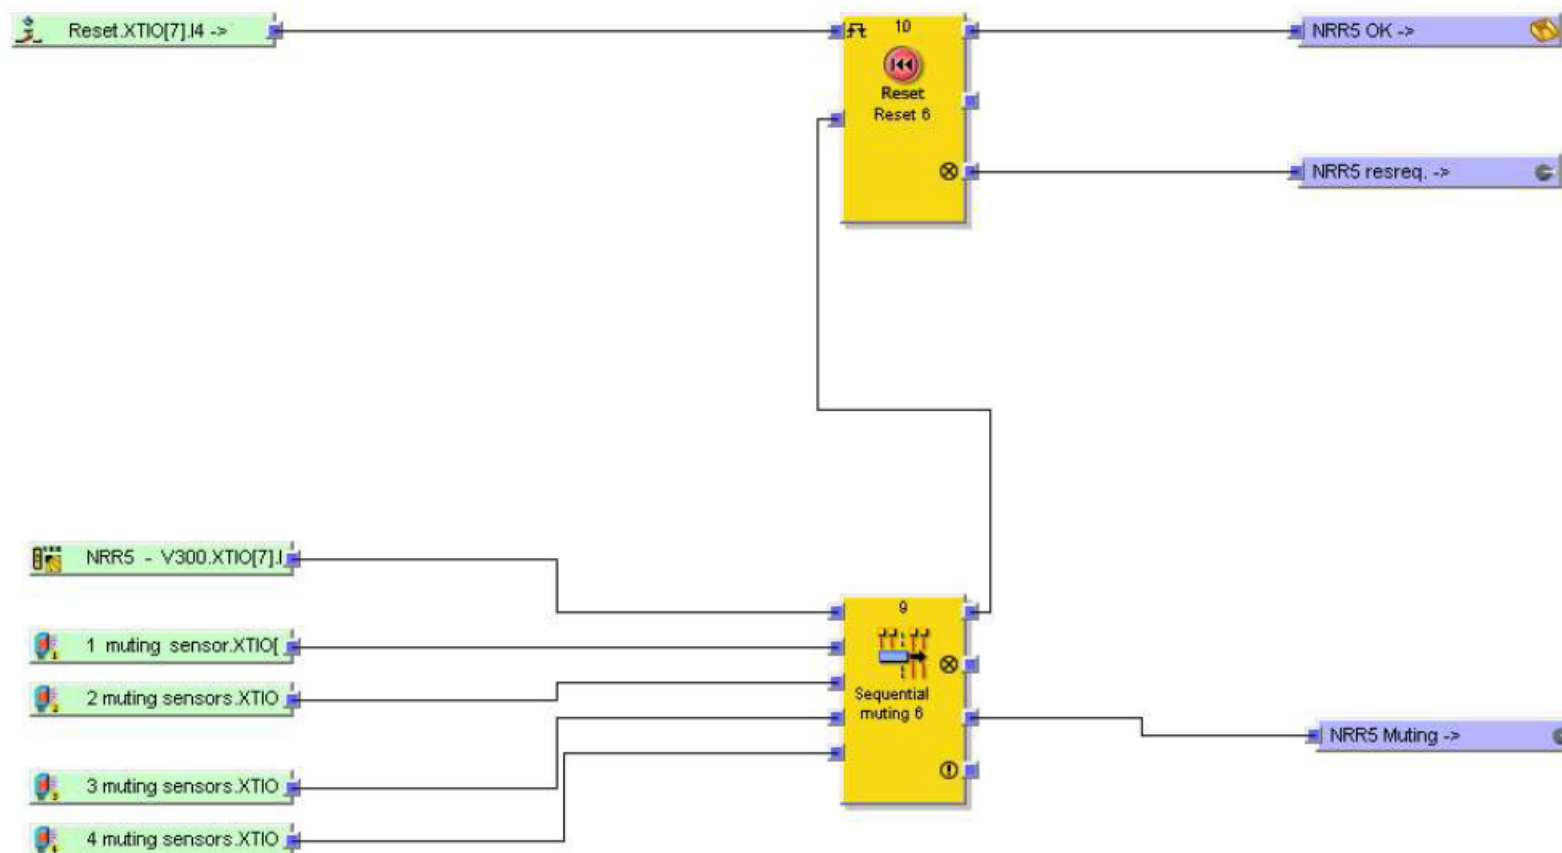 Reset.XTIO[7].I4 ->
10
Reset
Reset 6
NRR5 OK ->
NRR5 resreq. ->
NRR5 - V300.XTIO[7].I
1 muting sensor.XTIO[
2 muting sensors.XTIO
3 muting sensors.XTIO
4 muting sensors.XTIO
9
Sequential
muting 6
NRR5 Muting ->